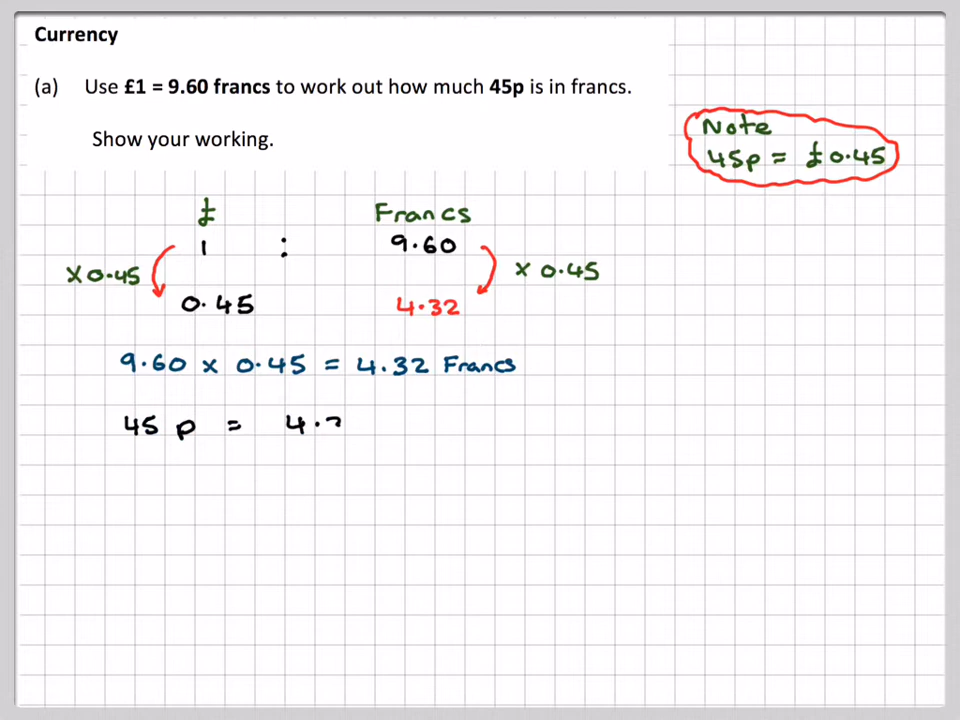 Currency
(a) Use £1 = 9.60 francs to work out how much 45p is in francs.
Show your working.
Note
45p = £0.45
£ Francs
1 : 9.60
×0.45 × 0.45
0.45 4.32
9.60 × 0.45 = 4.32 Francs
45 p = 4.